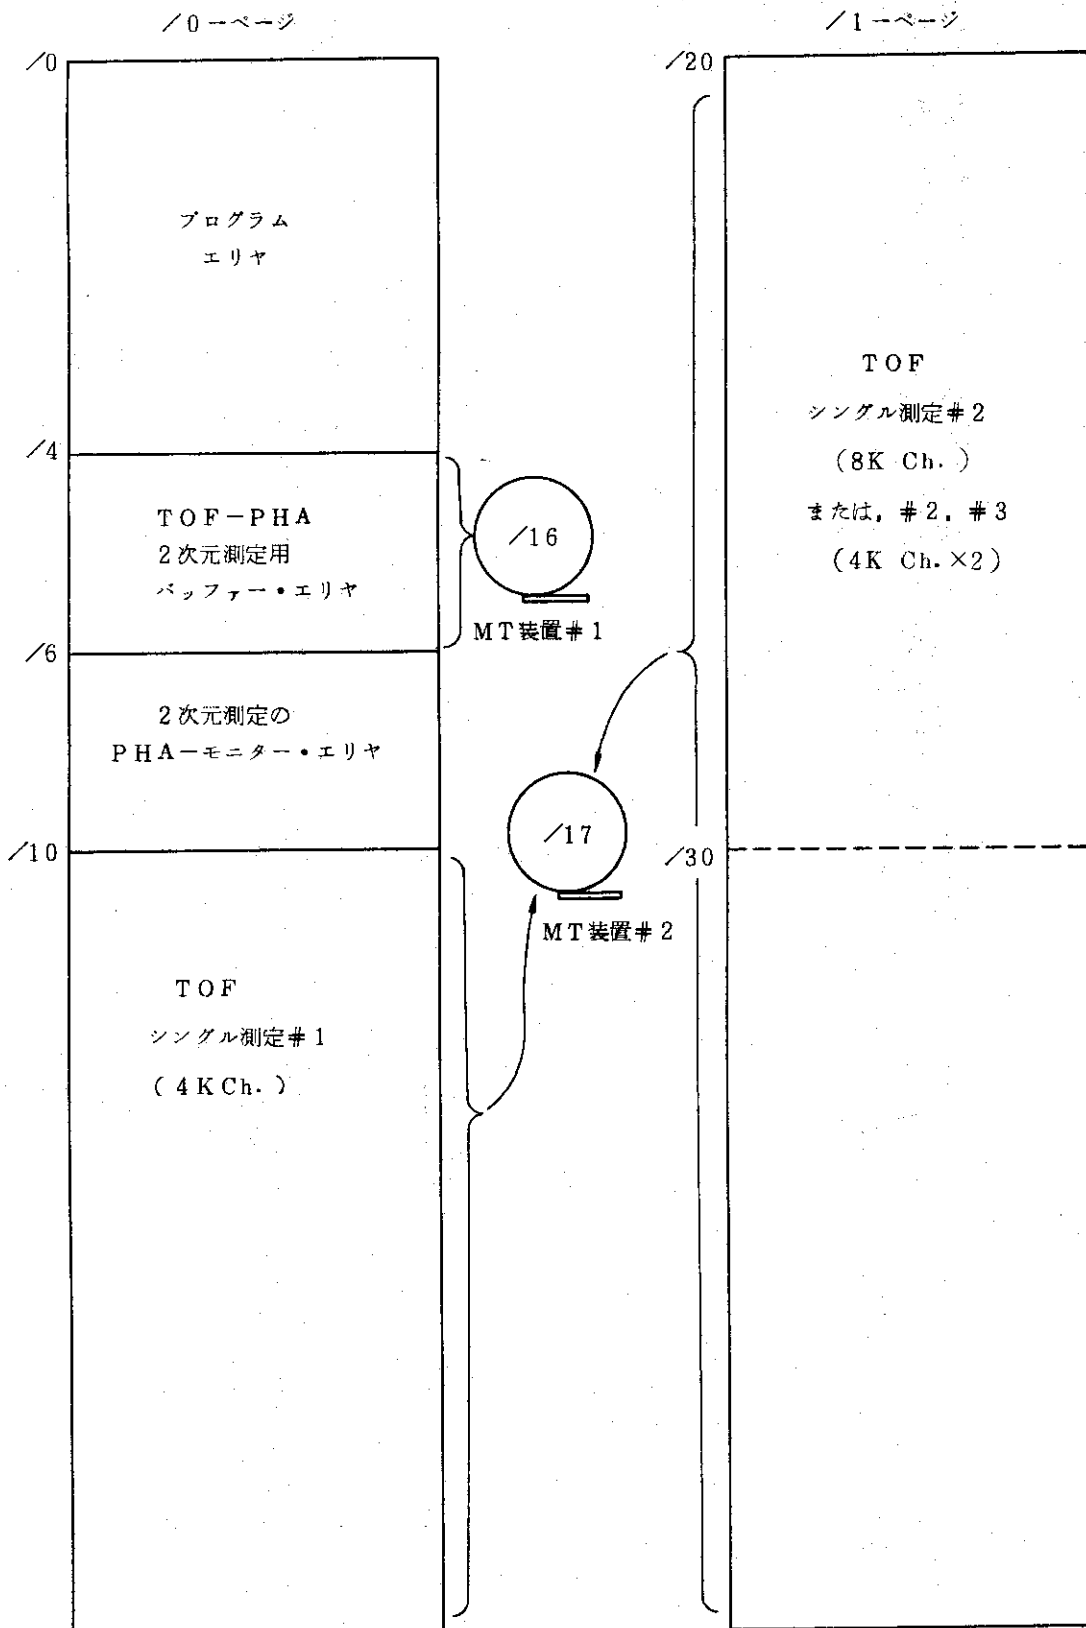 /0ーページ
/0
プログラム
エリヤ
/4
TOF-PHA
2次元測定用
バッファー・エリヤ
/6
2次元測定の
PHAーモニター・エリヤ
/10
TOF
シングル測定#1
(4KCh.)
/16
MT装置#1
/17
MT装置#2
/1ーページ
/20
TOF
シングル測定#2
(8K Ch.)
または,#2,#3
(4K Ch.×2)
/30